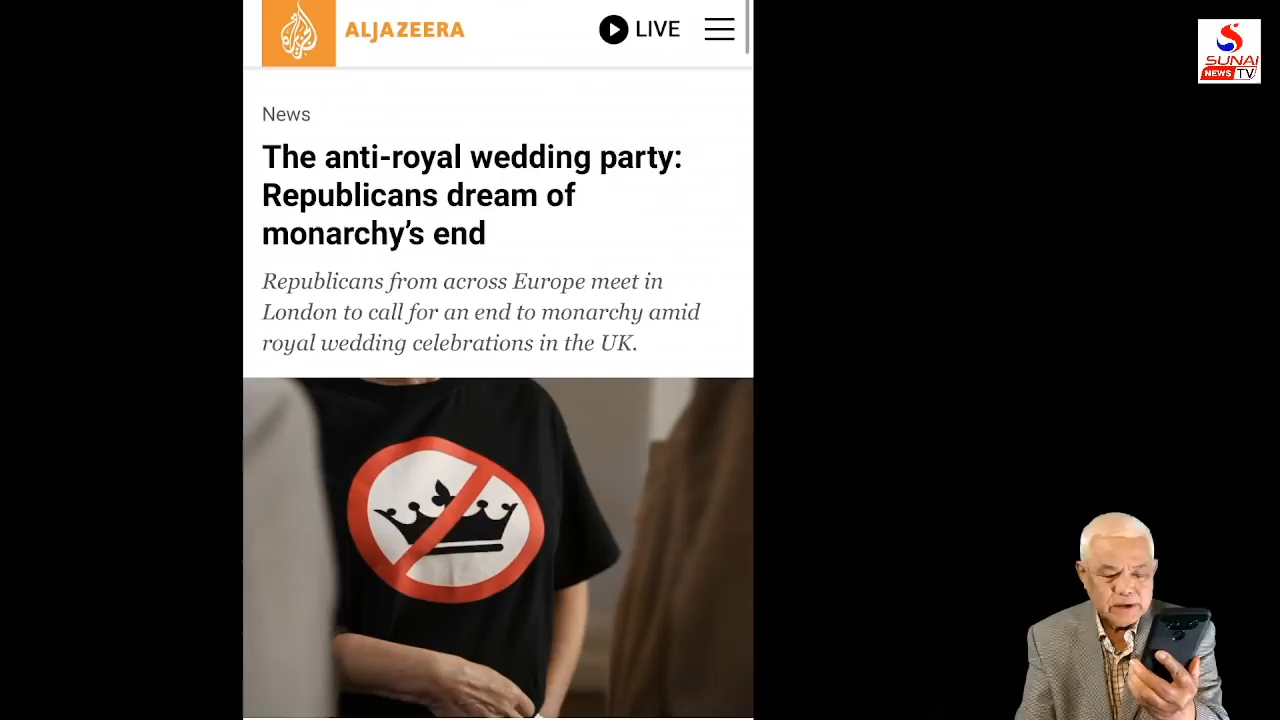 ALJAZEERA
LIVE
SUNAI
NEWS TV
News
The anti-royal wedding party:
Republicans dream of
monarchy’s end
Republicans from across Europe meet in
London to call for an end to monarchy amid
royal wedding celebrations in the UK.